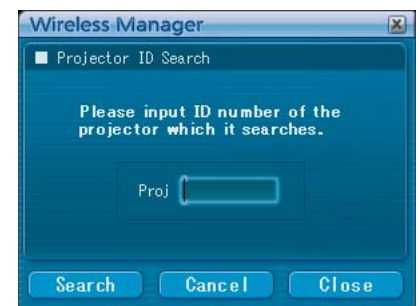 Wireless Manager
Projector ID Search
Please input ID number of the
projector which it searches.
Proj
Search Cancel Close